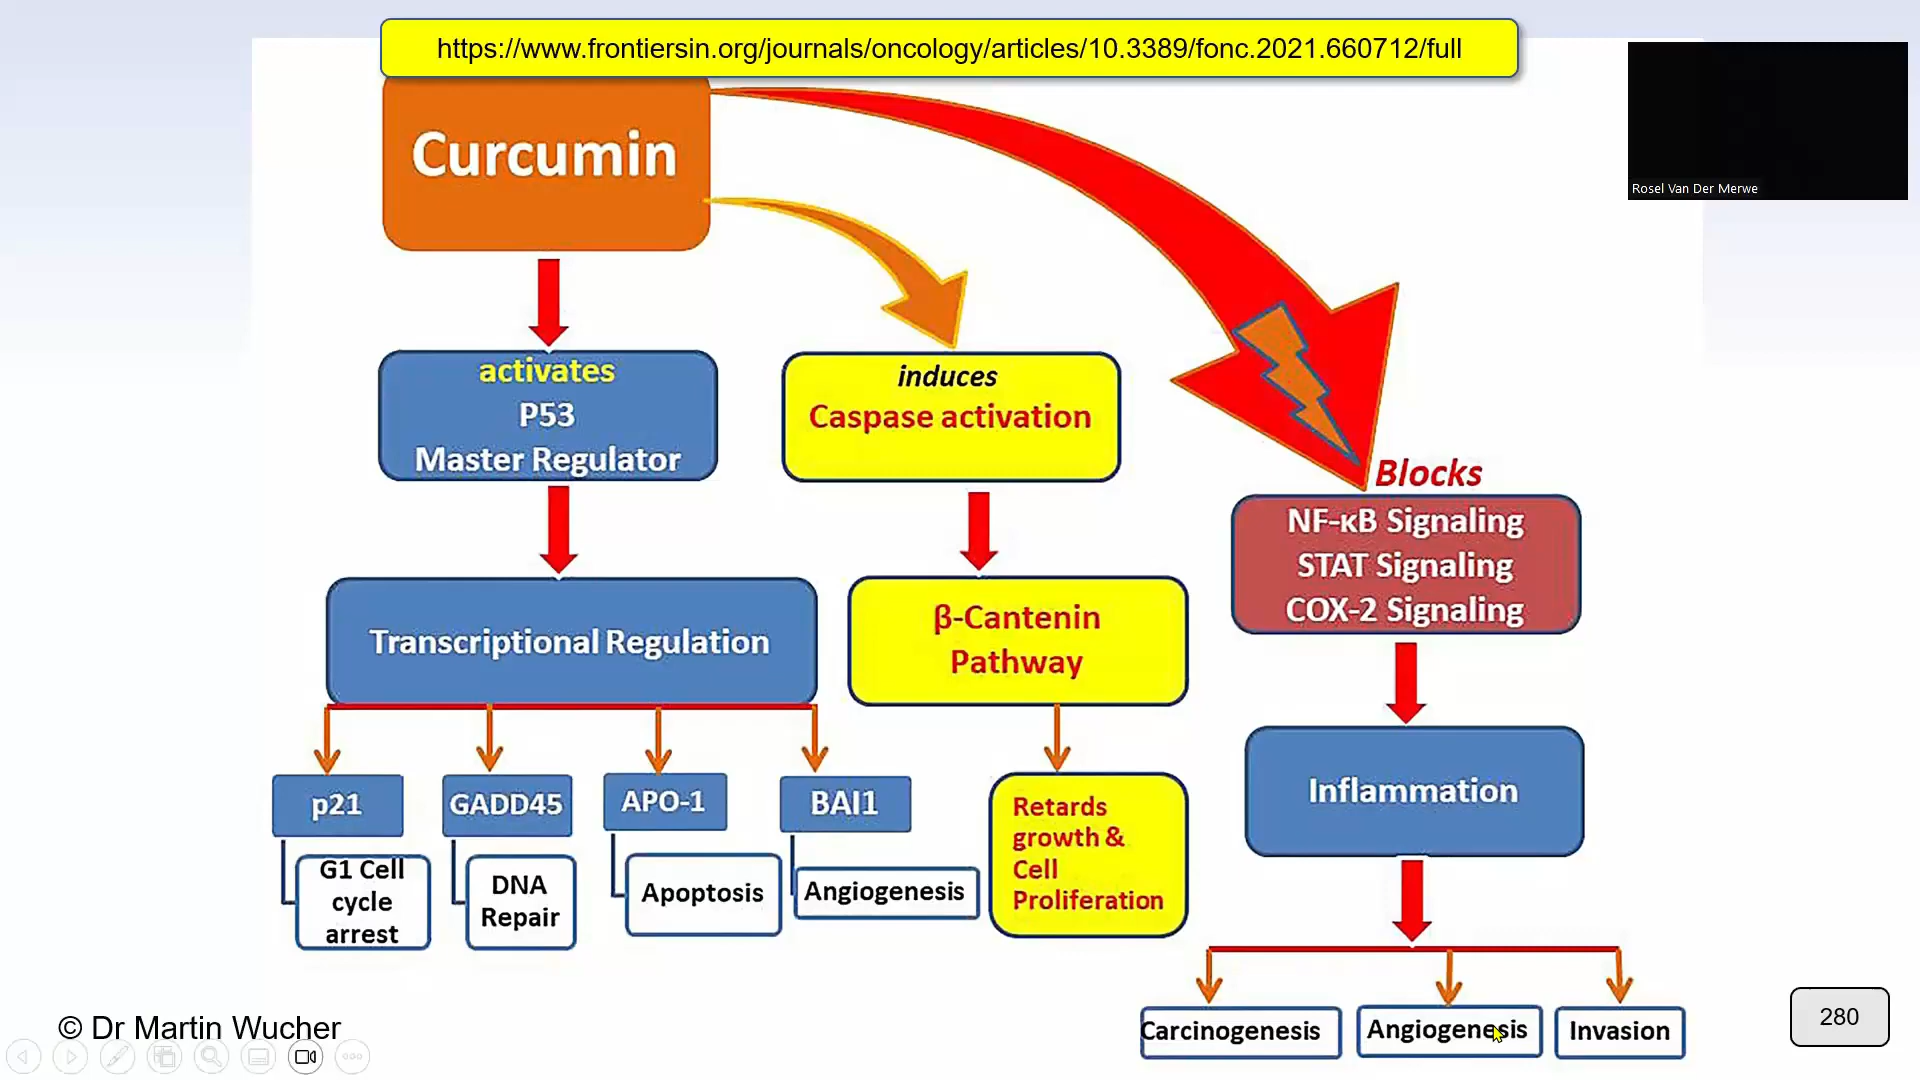 https://www.frontiersin.org/journals/oncology/articles/10.3389/fonc.2021.660712/full
Rosel Van Der Merwe
Curcumin
activates
P53
Master Regulator
induces
Caspase activation
Blocks
NF-κB Signaling
STAT Signaling
COX-2 Signaling
Transcriptional Regulation
β-Cantenin
Pathway
Inflammation
p21
GADD45
APO-1
BAI1
G1 Cell
cycle
arrest
DNA
Repair
Apoptosis
Angiogenesis
Retards
growth &
Cell
Proliferation
Carcinogenesis
Angiogenesis
Invasion
© Dr Martin Wucher
280